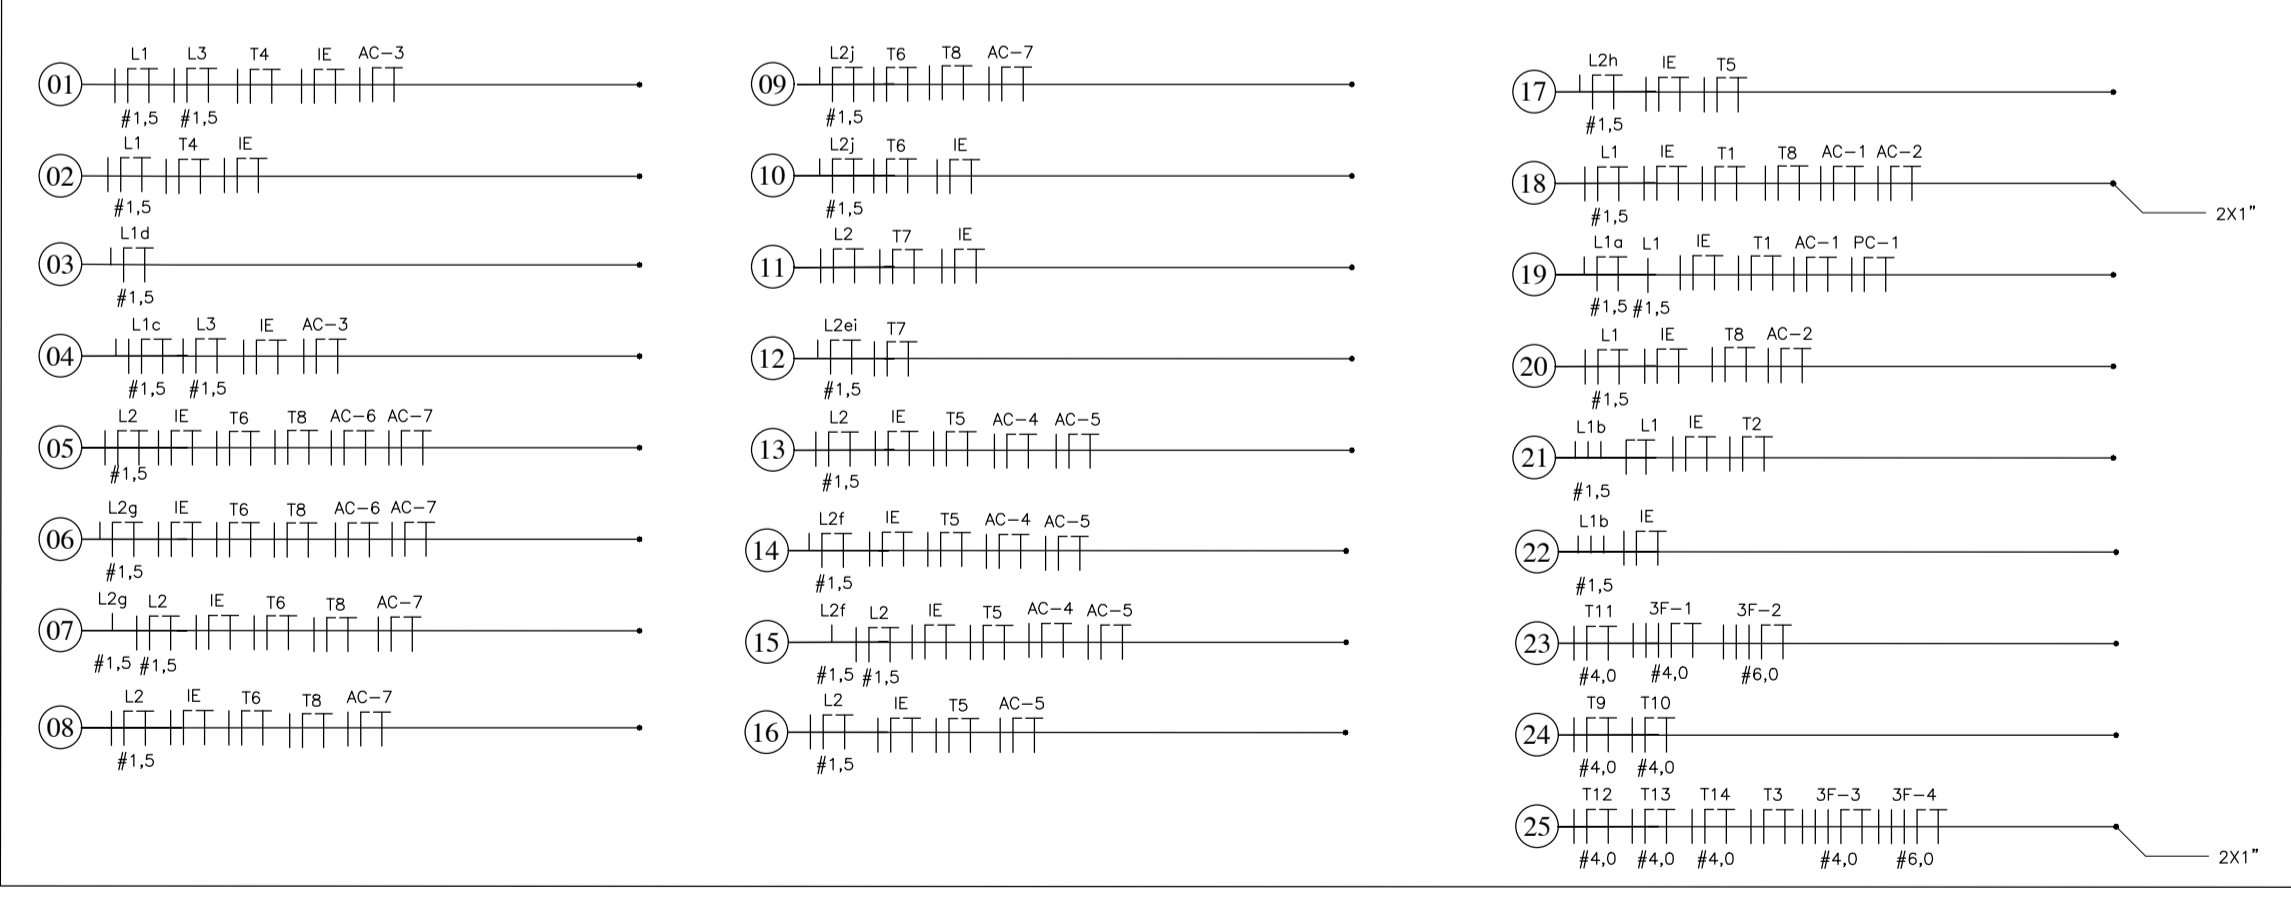 L1 L3 T4 IE AC-3
01
#1,5 #1,5
L1 T4 IE
02
#1,5
L1d
03
#1,5
L1c L3 IE AC-3
04
#1,5 #1,5
L2 IE T6 T8 AC-6 AC-7
05
#1,5
L2g IE T6 T8 AC-6 AC-7
06
#1,5
L2g L2 IE T6 T8 AC-7
07
#1,5 #1,5
L2 IE T6 T8 AC-7
08
#1,5
L2j T6 T8 AC-7
09
#1,5
L2j T6 IE
10
#1,5
L2 T7 IE
11
L2ei T7
12
#1,5
L2 IE T5 AC-4 AC-5
13
#1,5
L2f IE T5 AC-4 AC-5
14
#1,5
L2f L2 IE T5 AC-4 AC-5
15
#1,5 #1,5
L2 IE T5 AC-5
16
#1,5
L2h IE T5
17
#1,5
L1 IE T1 T8 AC-1 AC-2
18
#1,5
2X1"
L1a L1 IE T1 AC-1 PC-1
19
#1,5 #1,5
L1 IE T8 AC-2
20
#1,5
L1b L1 IE T2
21
#1,5
L1b IE
22
#1,5
T11 3F-1 3F-2
23
#4,0 #4,0 #6,0
T9 T10
24
#4,0 #4,0
T12 T13 T14 T3 3F-3 3F-4
25
#4,0 #4,0 #4,0 #4,0 #6,0
2X1"